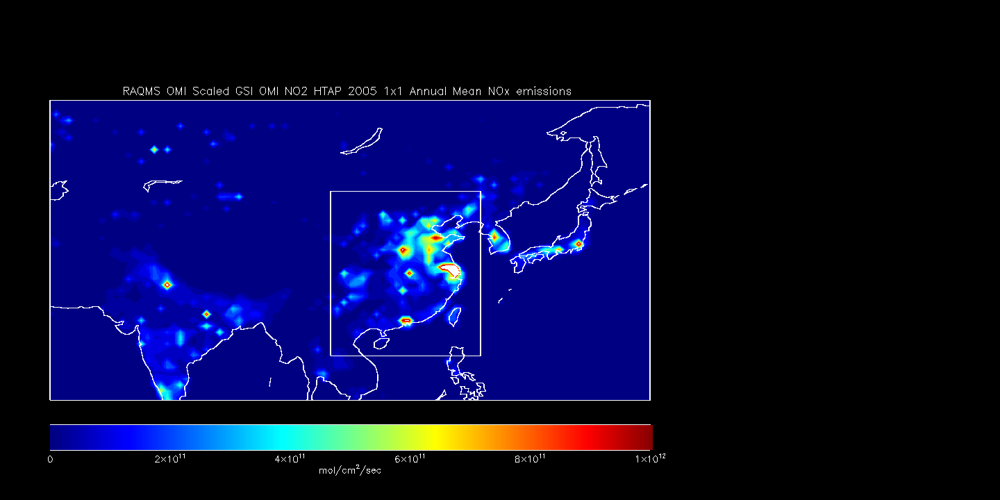 RAQMS OMI Scaled GSI OMI NO2 HTAP 2005 1x1 Annual Mean NOx emissions
0 2×10¹¹ 4×10¹¹ 6×10¹¹ 8×10¹¹ 1×10¹²
mol/cm²/sec